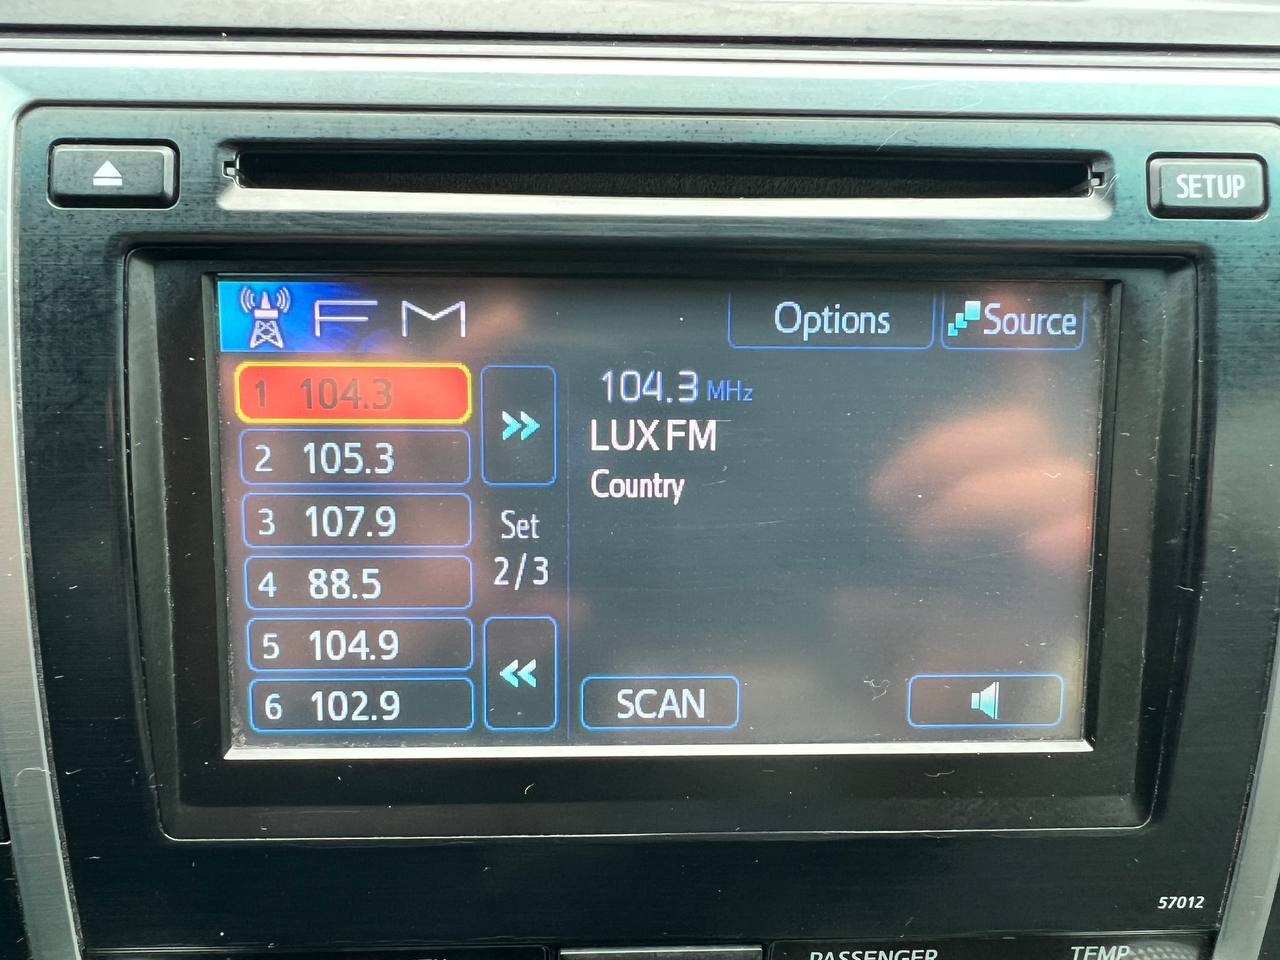 SETUP
FM
Options
Source
1 104.3
2 105.3
3 107.9
4 88.5
5 104.9
6 102.9
Set
2/3
104.3 MHz
LUX FM
Country
SCAN
57012
PASSENGER
TEMP